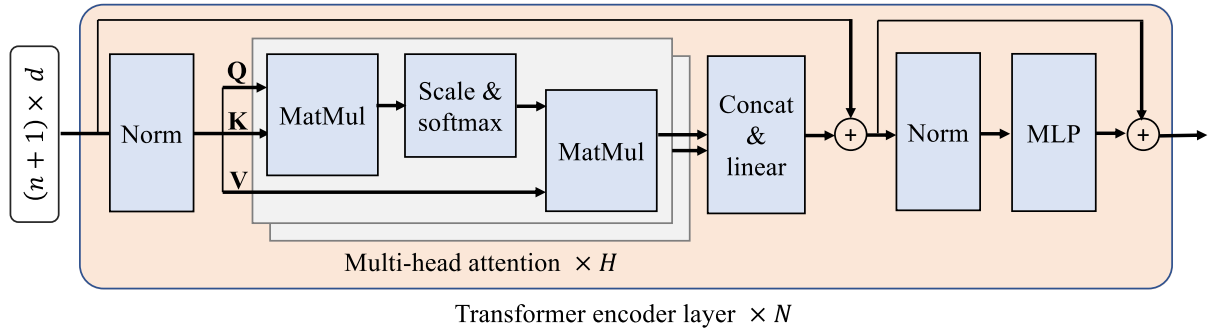 (n + 1) × d
Norm
Q
K
V
MatMul
Scale &
softmax
MatMul
Concat
&
linear
+
Norm
MLP
+
Multi-head attention × H
Transformer encoder layer × N